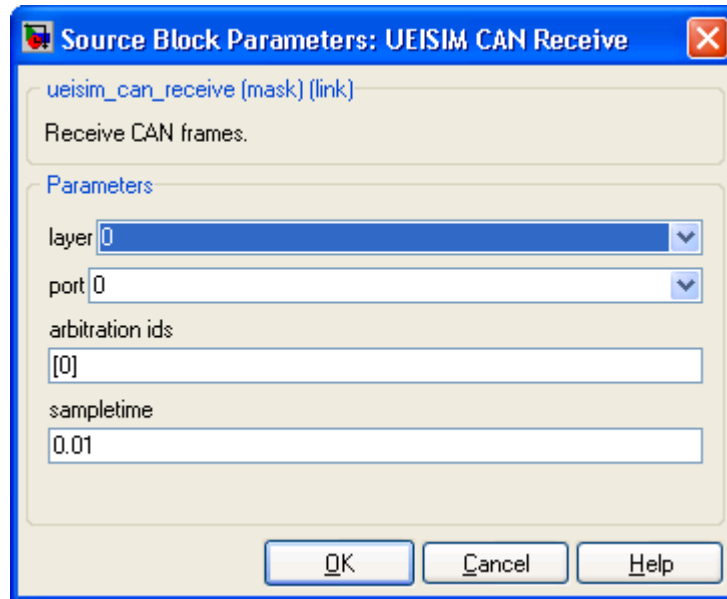 Source Block Parameters: UEISIM CAN Receive
ueisim_can_receive (mask) (link)
Receive CAN frames.
Parameters
layer 0
port 0
arbitration ids
[0]
sampletime
0.01
OK Cancel Help